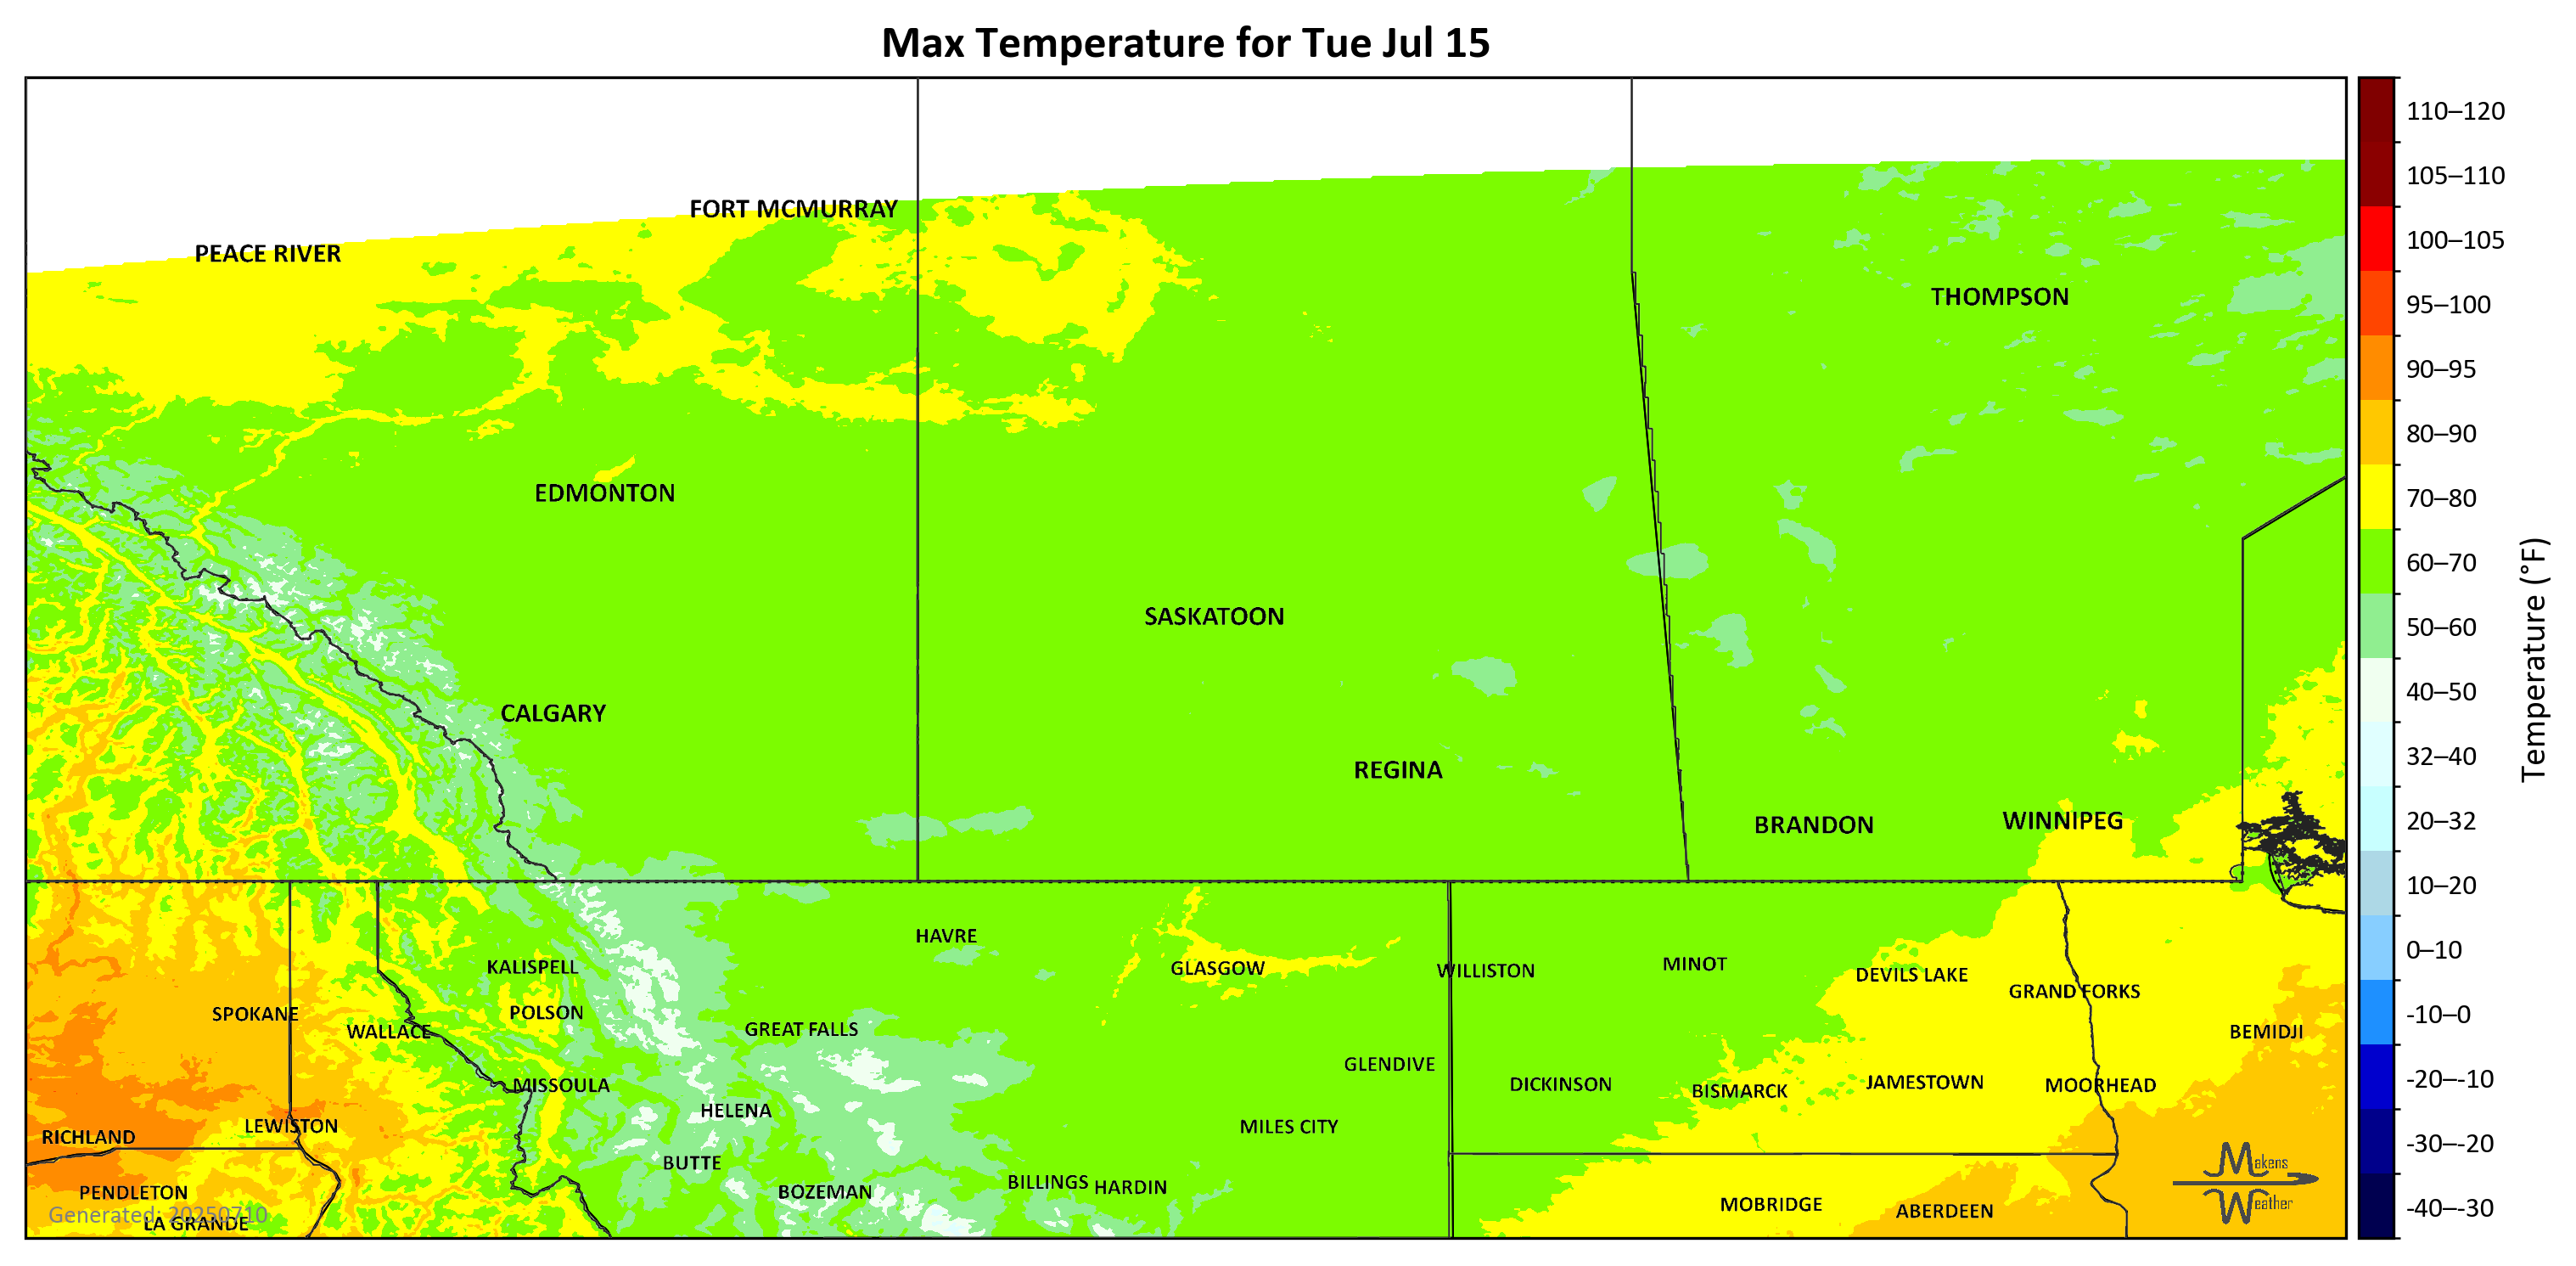 Max Temperature for Tue Jul 15
FORT MCMURRAY
PEACE RIVER
THOMPSON
EDMONTON
SASKATOON
CALGARY
REGINA
BRANDON
WINNIPEG
HAVRE
KALISPELL
GLASGOW
WILLISTON
MINOT
DEVILS LAKE
GRAND FORKS
SPOKANE
POLSON
WALLACE
GREAT FALLS
BEMIDJI
GLENDIVE
MISSOULA
DICKINSON
BISMARCK
JAMESTOWN
MOORHEAD
HELENA
LEWISTON
MILES CITY
RICHLAND
BUTTE
BILLINGS
HARDIN
PENDLETON
BOZEMAN
MOBRIDGE
ABERDEEN
Generated: 20250710
LA GRANDE
Makens
Weather
110–120
105–110
100–105
95–100
90–95
80–90
70–80
60–70
50–60
40–50
32–40
20–32
10–20
0–10
-10–0
-20–-10
-30–-20
-40–-30
Temperature (°F)